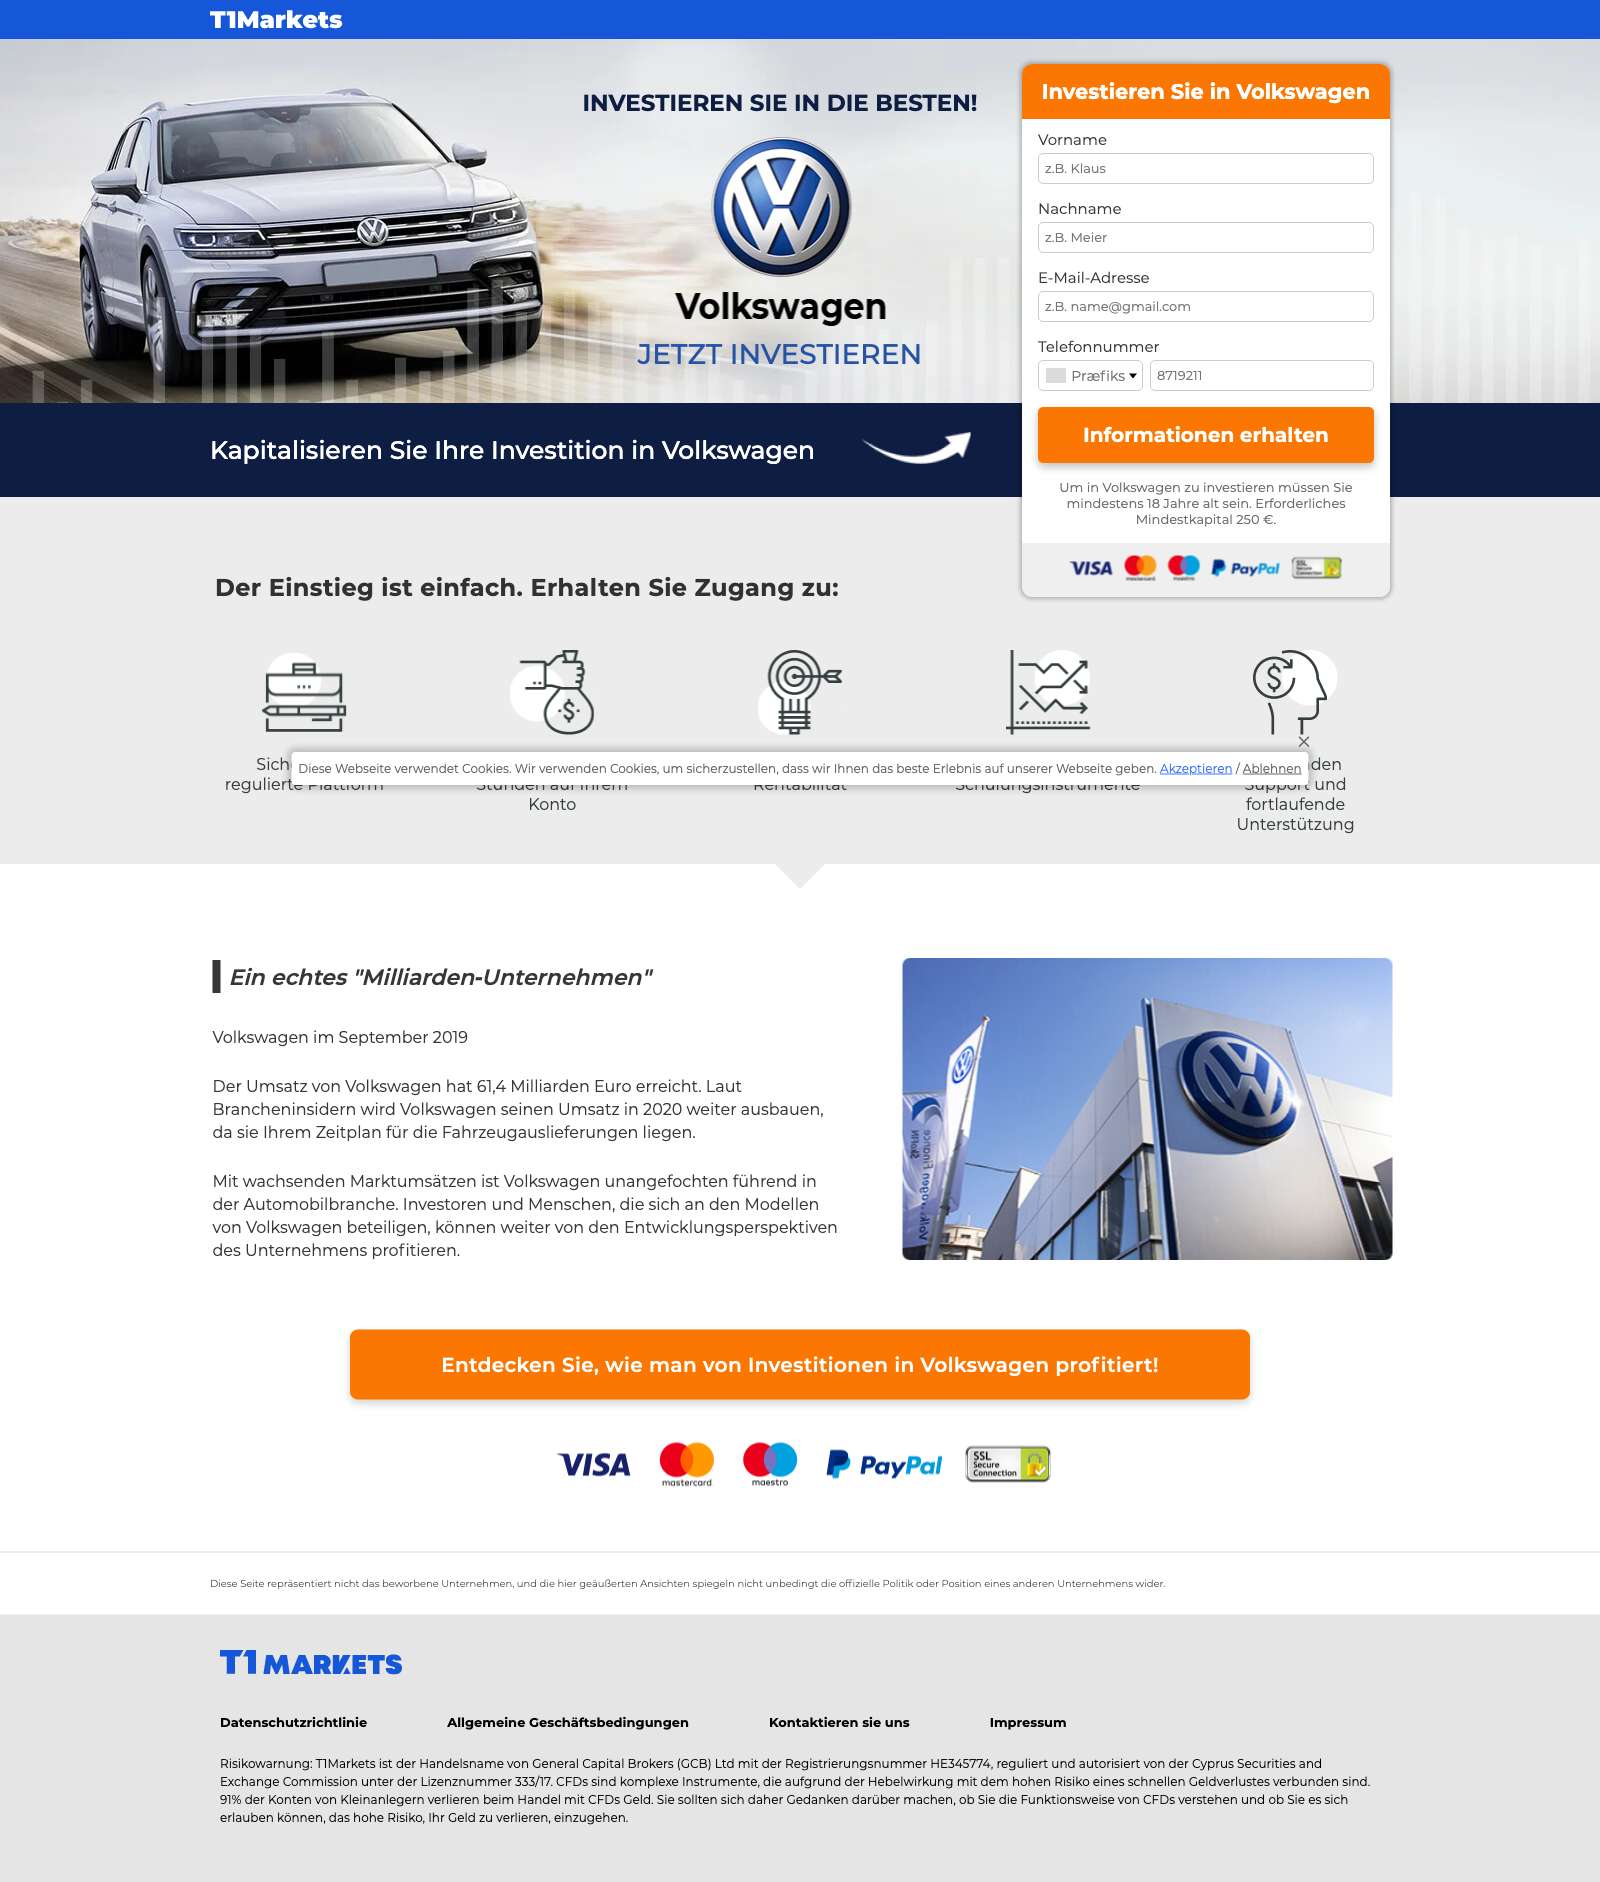 T1Markets
INVESTIEREN SIE IN DIE BESTEN!
Volkswagen
JETZT INVESTIEREN
Kapitalisieren Sie Ihre Investition in Volkswagen
Investieren Sie in Volkswagen
Vorname
z.B. Klaus
Nachname
z.B. Meier
E-Mail-Adresse
z.B. name@gmail.com
Telefonnummer
Præfiks 8719211
Informationen erhalten
Um in Volkswagen zu investieren müssen Sie
mindestens 18 Jahre alt sein. Erforderliches
Mindestkapital 250 €.
VISA mastercard maestro PayPal SSL Secure Connection
Der Einstieg ist einfach. Erhalten Sie Zugang zu:
regulierte Plattform
Stunden auf Ihrem
Konto
Rentabilität
Schulungsinstrumente
Support und
fortlaufende
Unterstützung
Diese Webseite verwendet Cookies. Wir verwenden Cookies, um sicherzustellen, dass wir Ihnen das beste Erlebnis auf unserer Webseite geben. Akzeptieren / Ablehnen
Ein echtes "Milliarden-Unternehmen"
Volkswagen im September 2019
Der Umsatz von Volkswagen hat 61,4 Milliarden Euro erreicht. Laut
Brancheninsidern wird Volkswagen seinen Umsatz in 2020 weiter ausbauen,
da sie Ihrem Zeitplan für die Fahrzeugauslieferungen liegen.
Mit wachsenden Marktumsätzen ist Volkswagen unangefochten führend in
der Automobilbranche. Investoren und Menschen, die sich an den Modellen
von Volkswagen beteiligen, können weiter von den Entwicklungsperspektiven
des Unternehmens profitieren.
Entdecken Sie, wie man von Investitionen in Volkswagen profitiert!
VISA mastercard maestro PayPal SSL Secure Connection
Diese Seite repräsentiert nicht das beworbene Unternehmen, und die hier geäußerten Ansichten spiegeln nicht unbedingt die offizielle Politik oder Position eines anderen Unternehmens wider.
T1 MARKETS
Datenschutzrichtlinie Allgemeine Geschäftsbedingungen Kontaktieren sie uns Impressum
Risikowarnung: T1Markets ist der Handelsname von General Capital Brokers (GCB) Ltd mit der Registrierungsnummer HE345774, reguliert und autorisiert von der Cyprus Securities and
Exchange Commission unter der Lizenznummer 333/17. CFDs sind komplexe Instrumente, die aufgrund der Hebelwirkung mit dem hohen Risiko eines schnellen Geldverlustes verbunden sind.
91% der Konten von Kleinanlegern verlieren beim Handel mit CFDs Geld. Sie sollten sich daher Gedanken darüber machen, ob Sie die Funktionsweise von CFDs verstehen und ob Sie es sich
erlauben können, das hohe Risiko, Ihr Geld zu verlieren, einzugehen.